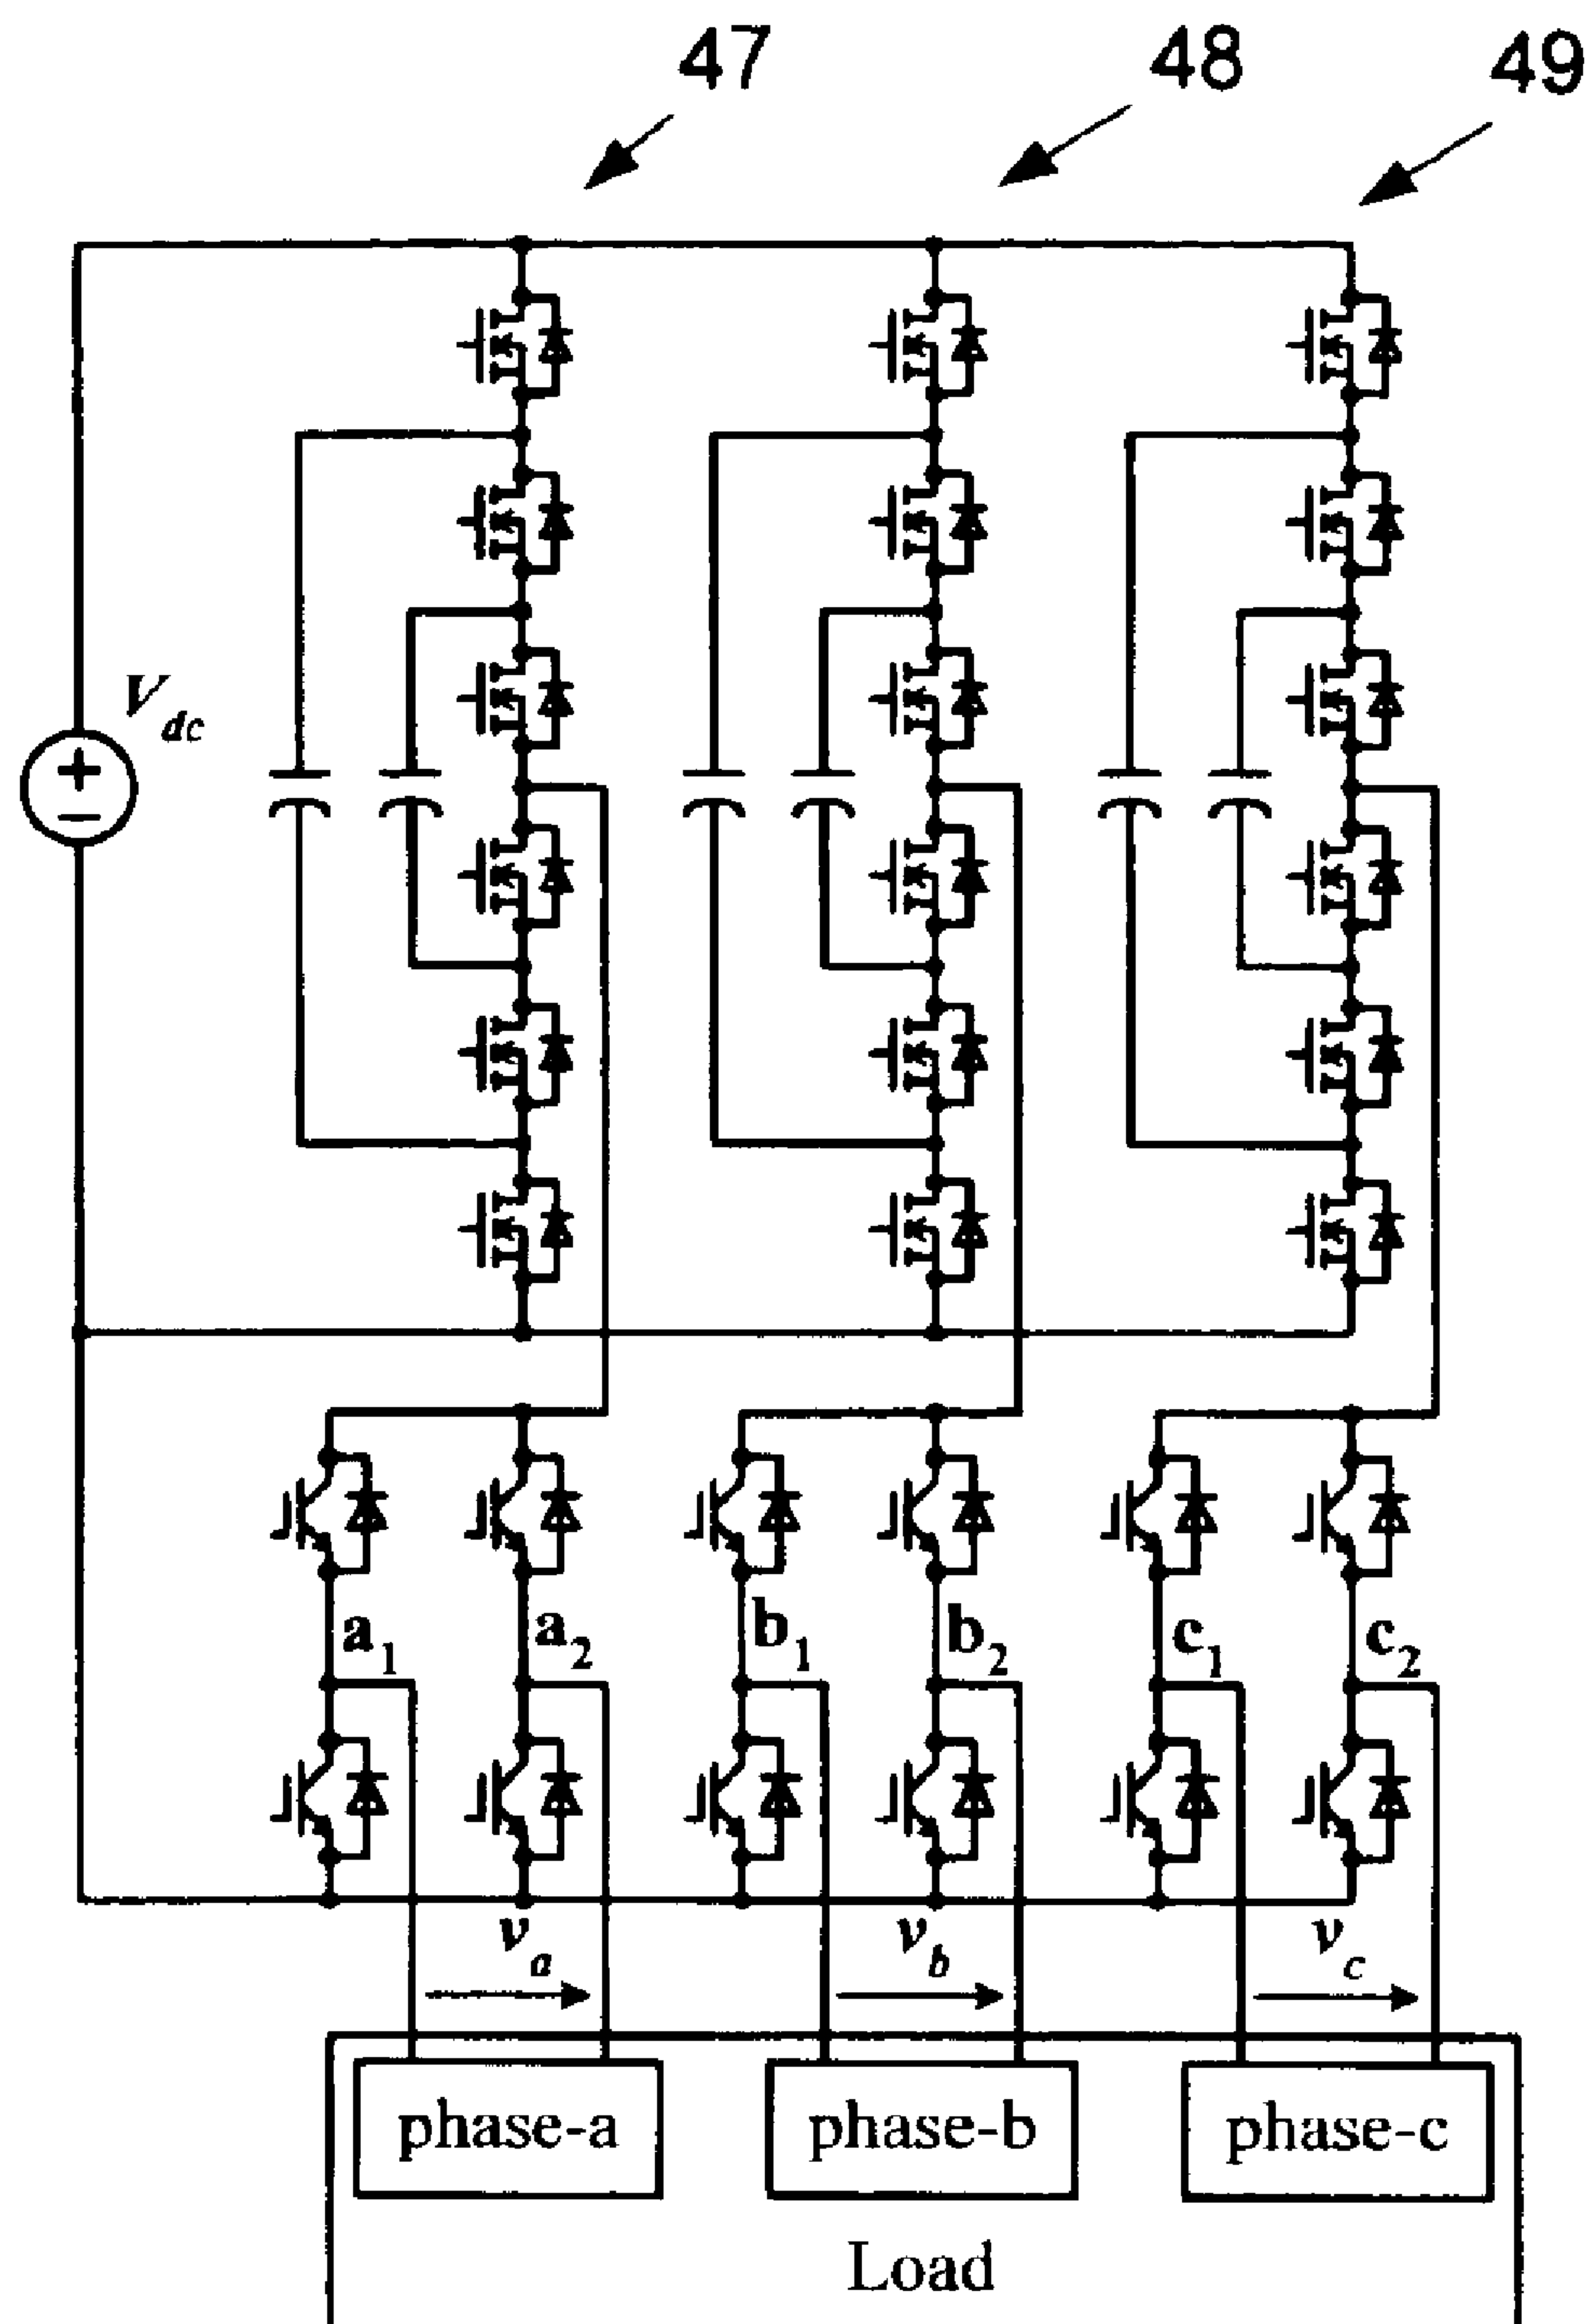 47 48 49
V_dc
+
−
a_1 a_2 b_1 b_2 c_1 c_2
v_a v_b v_c
phase-a phase-b phase-c
Load